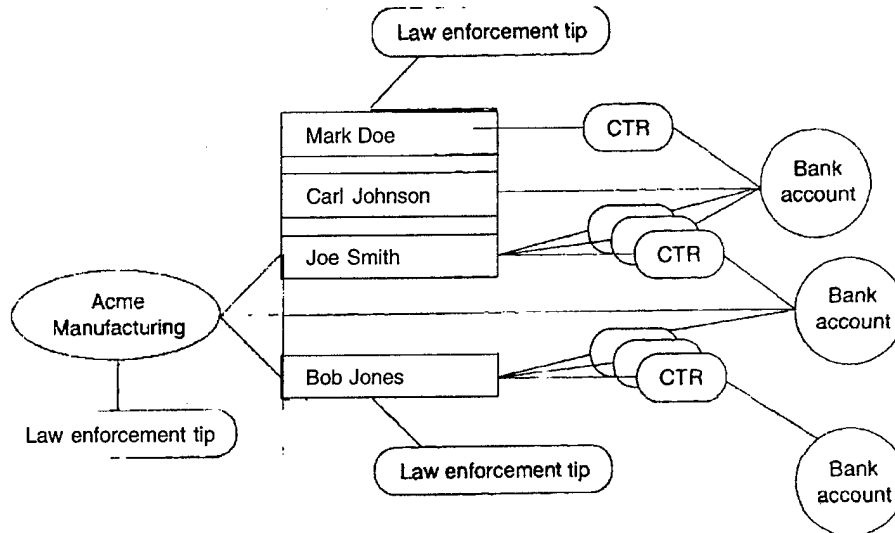 Law enforcement tip
Mark Doe
CTR
Bank
account
Carl Johnson
Joe Smith
CTR
Acme
Manufacturing
Bank
account
Bob Jones
CTR
Law enforcement tip
Law enforcement tip
Bank
account